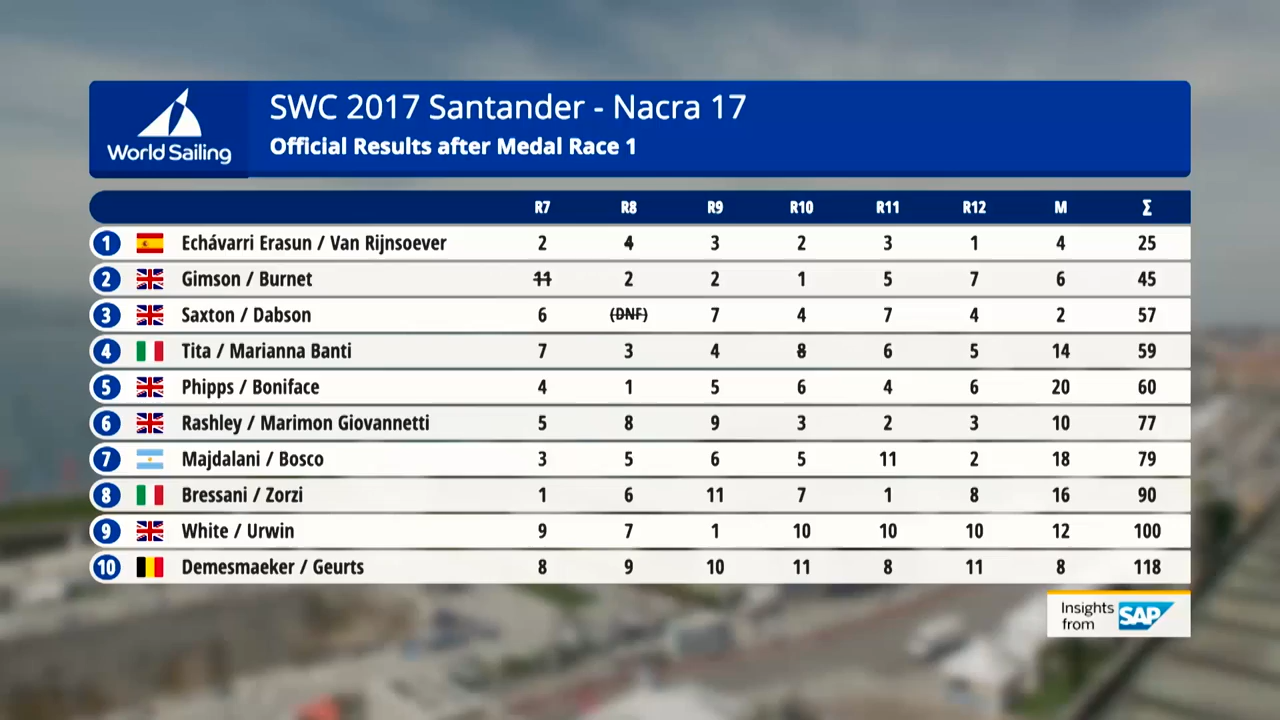 SWC 2017 Santander - Nacra 17
World Sailing
Official Results after Medal Race 1
R7 R8 R9 R10 R11 R12 M Σ
1 Echávarri Erasun / Van Rijnsoever 2 4 3 2 3 1 4 25
2 Gimson / Burnet 11 2 2 1 5 7 6 45
3 Saxton / Dabson 6 (DNF) 7 4 7 4 2 57
4 Tita / Marianna Banti 7 3 4 8 6 5 14 59
5 Phipps / Boniface 4 1 5 6 4 6 20 60
6 Rashley / Marimon Giovannetti 5 8 9 3 2 3 10 77
7 Majdalani / Bosco 3 5 6 5 11 2 18 79
8 Bressani / Zorzi 1 6 11 7 1 8 16 90
9 White / Urwin 9 7 1 10 10 10 12 100
10 Demesmaeker / Geurts 8 9 10 11 8 11 8 118
Insights
from SAP